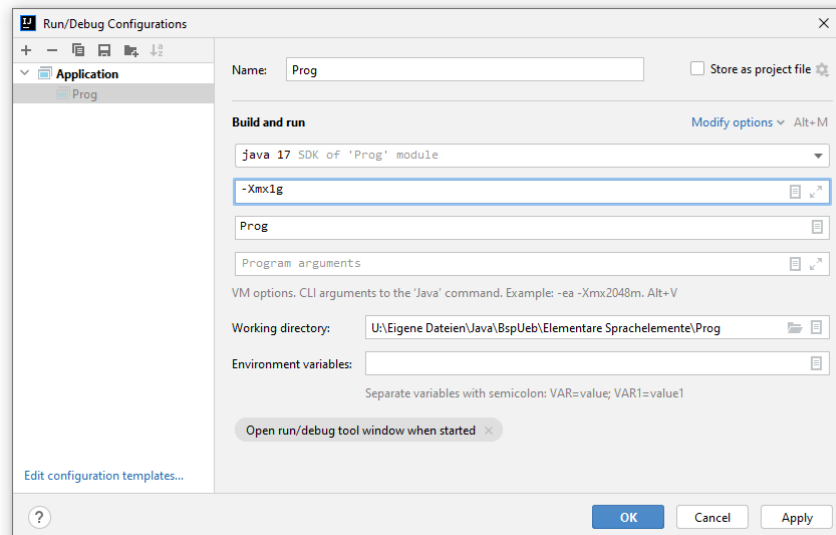 Run/Debug Configurations
Application
Prog
Name: Prog
Store as project file
Build and run
Modify options Alt+M
java 17 SDK of 'Prog' module
-Xmx1g
Prog
Program arguments
VM options. CLI arguments to the 'Java' command. Example: -ea -Xmx2048m. Alt+V
Working directory: U:\Eigene Dateien\Java\BspUeb\Elementare Sprachelemente\Prog
Environment variables:
Separate variables with semicolon: VAR=value; VAR1=value1
Open run/debug tool window when started
Edit configuration templates...
? OK Cancel Apply